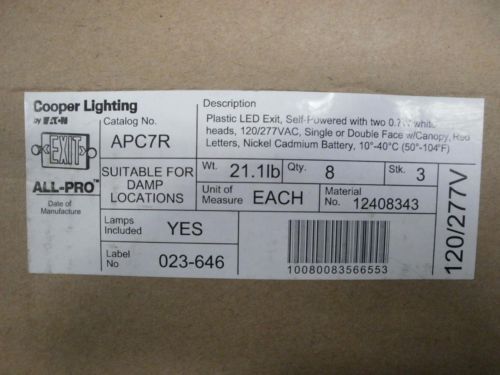 Cooper Lighting
by EATON
EXIT
ALL-PRO™
Date of
Manufacture
Catalog No.
APC7R
SUITABLE FOR
DAMP
LOCATIONS
Lamps
Included
YES
Label
No
023-646
Description
Plastic LED Exit, Self-Powered with two white
heads, 120/277VAC, Single or Double Face w/Canopy, Red
Letters, Nickel Cadmium Battery, 10°-40°C (50°-104°F)
Wt. 21.1lb
Qty. 8
Stk. 3
Unit of
Measure
EACH
Material
No.
12408343
10080083566553
120/277V